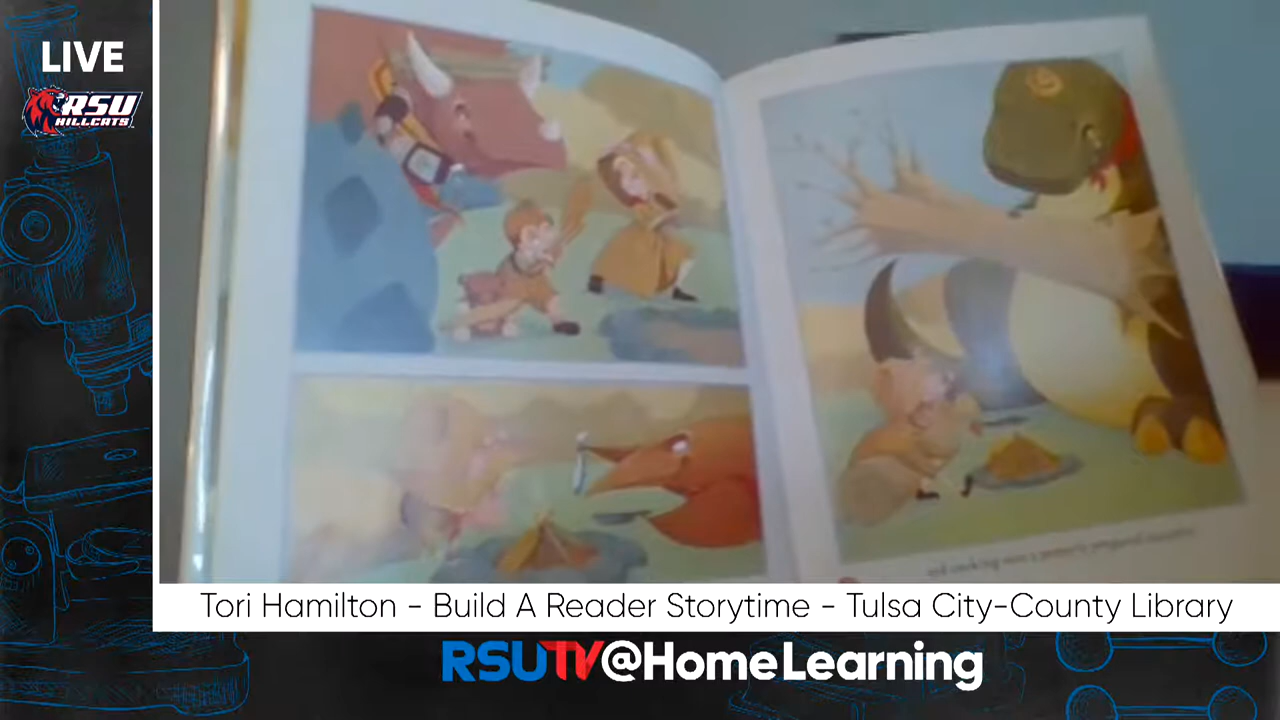 LIVE
RSU
HILLCATS
Tori Hamilton - Build A Reader Storytime - Tulsa City-County Library
RSUTV@HomeLearning